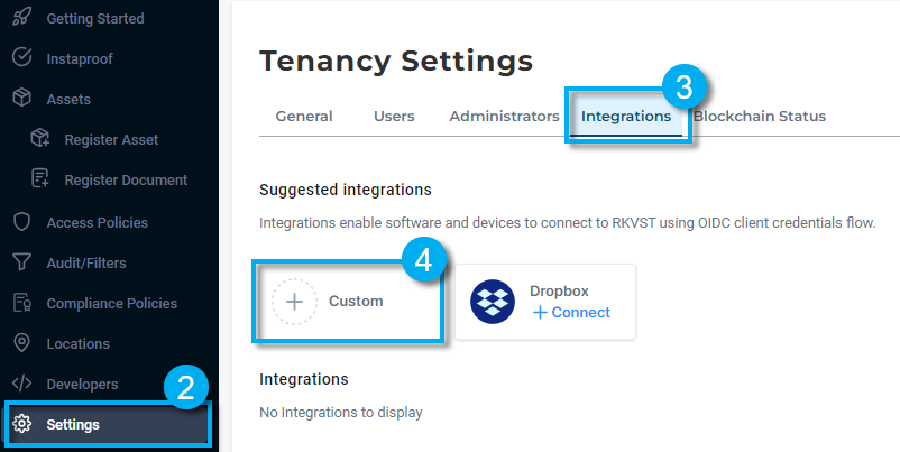 Getting Started
Instaproof
Assets
Register Asset
Register Document
Access Policies
Audit/Filters
Compliance Policies
Locations
Developers
2
Settings
Tenancy Settings
3
General Users Administrators Integrations Blockchain Status
Suggested integrations
Integrations enable software and devices to connect to RKVST using OIDC client credentials flow.
4
+ Custom
Dropbox
+ Connect
Integrations
No Integrations to display